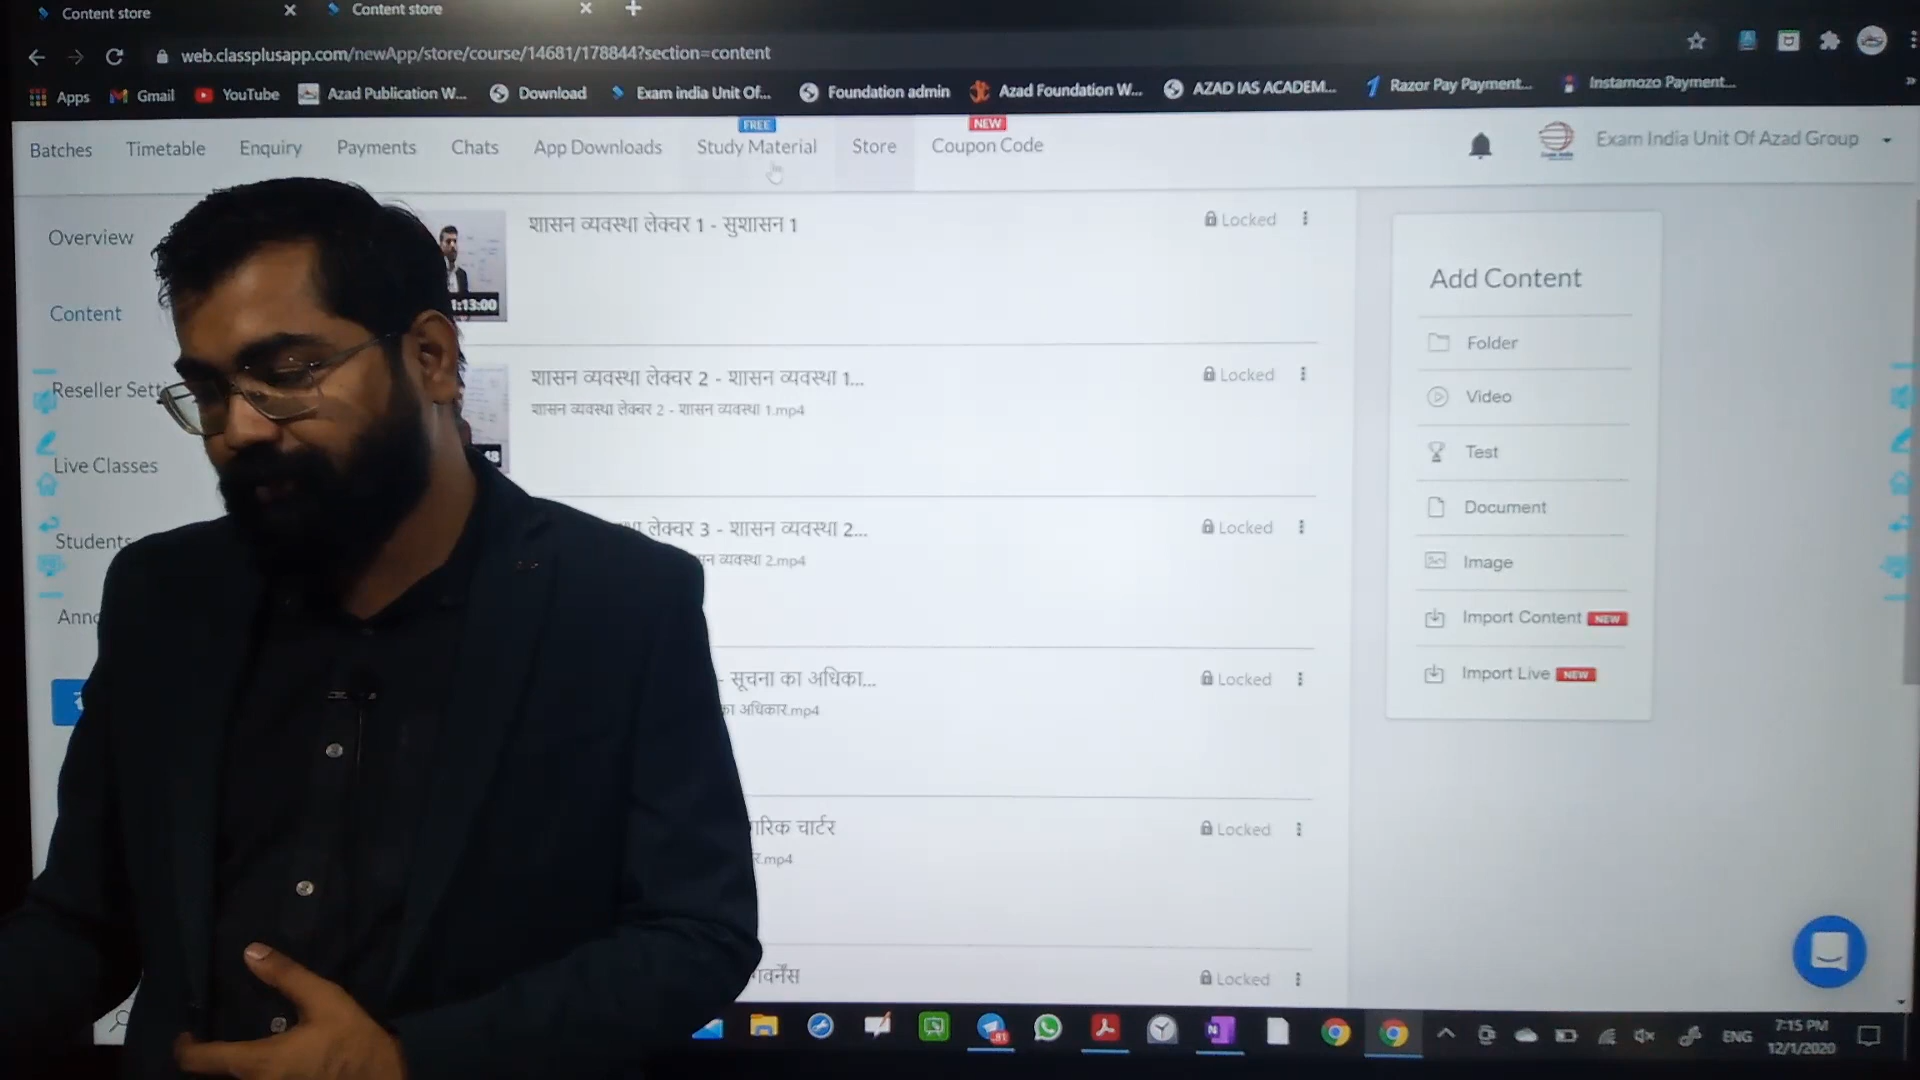 Content store
Content store
web.classplusapp.com/newApp/store/course/14681/178844?section=content
Apps
Gmail
YouTube
Azad Publication W...
Download
Exam india Unit Of...
Foundation admin
Azad Foundation W...
AZAD IAS ACADEM...
Razor Pay Payment...
Instamozo Payment...
Batches
Timetable
Enquiry
Payments
Chats
App Downloads
FREE
Study Material
Store
NEW
Coupon Code
Exam India Unit Of Azad Group
Overview
Content
Reseller Setti
Live Classes
Students
Anno
1:13:00
शासन व्यवस्था लेक्चर 1 - सुशासन 1
Locked
शासन व्यवस्था लेक्चर 2 - शासन व्यवस्था 1...
शासन व्यवस्था लेक्चर 2 - शासन व्यवस्था 1.mp4
Locked
लेक्चर 3 - शासन व्यवस्था 2...
व्यवस्था 2.mp4
Locked
- सूचना का अधिका...
का अधिकार.mp4
Locked
रिक चार्टर
र.mp4
Locked
गवर्नेंस
Locked
Add Content
Folder
Video
Test
Document
Image
Import Content NEW
Import Live NEW
ENG
7:15 PM
12/1/2020